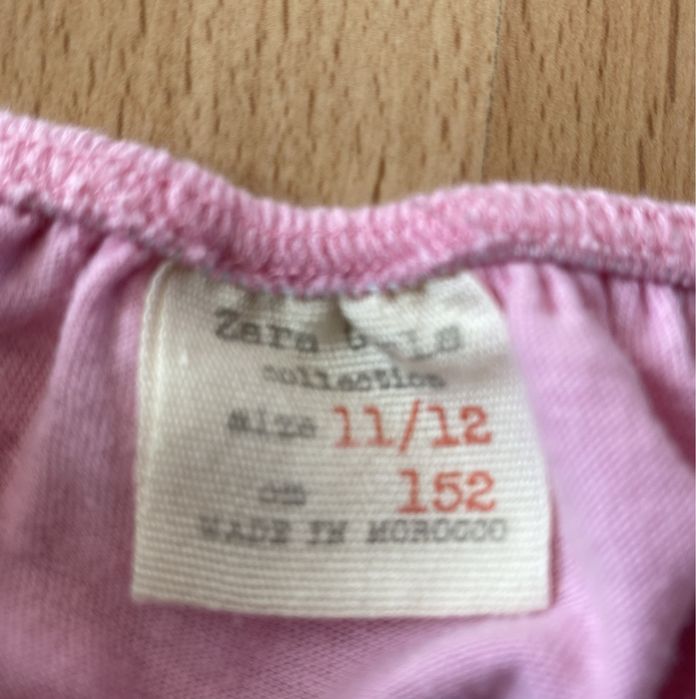 Zara GIRLS
collection
size 11/12
cm 152
MADE IN MOROCCO